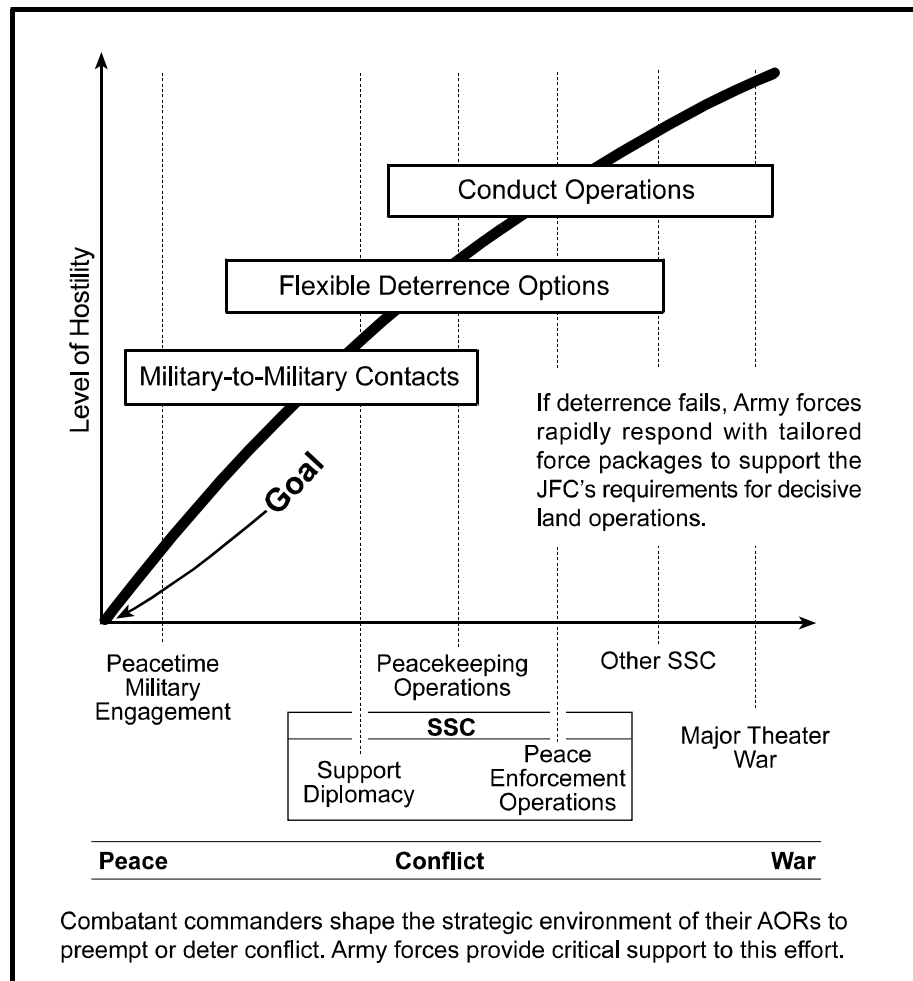 Level of Hostility
Conduct Operations
Flexible Deterrence Options
Military-to-Military Contacts
Goal
If deterrence fails, Army forces
rapidly respond with tailored
force packages to support the
JFC's requirements for decisive
land operations.
Peacetime
Military
Engagement
Peacekeeping
Operations
Other SSC
SSC
Support
Diplomacy
Peace
Enforcement
Operations
Major Theater
War
Peace Conflict War
Combatant commanders shape the strategic environment of their AORs to
preempt or deter conflict. Army forces provide critical support to this effort.